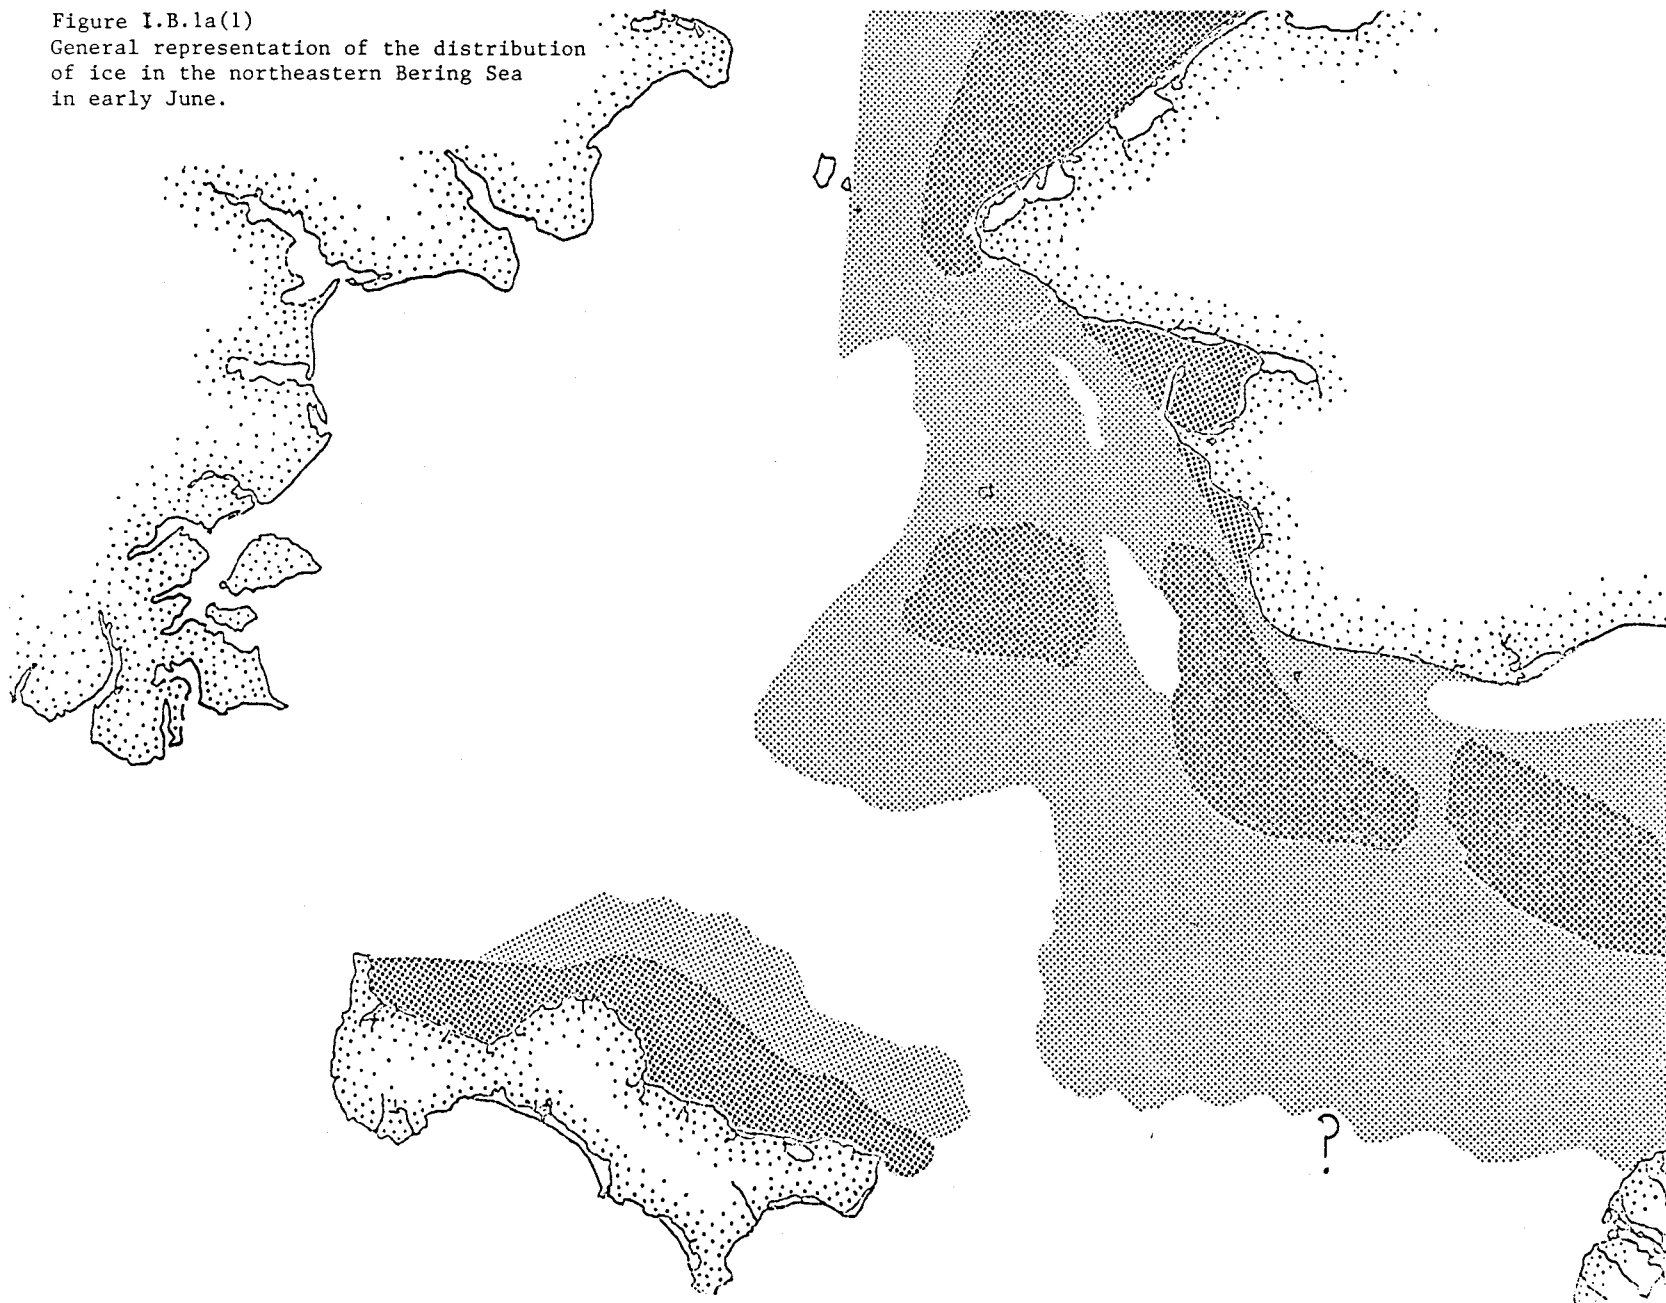 Figure I.B.1a(1)
General representation of the distribution
of ice in the northeastern Bering Sea
in early June.
?